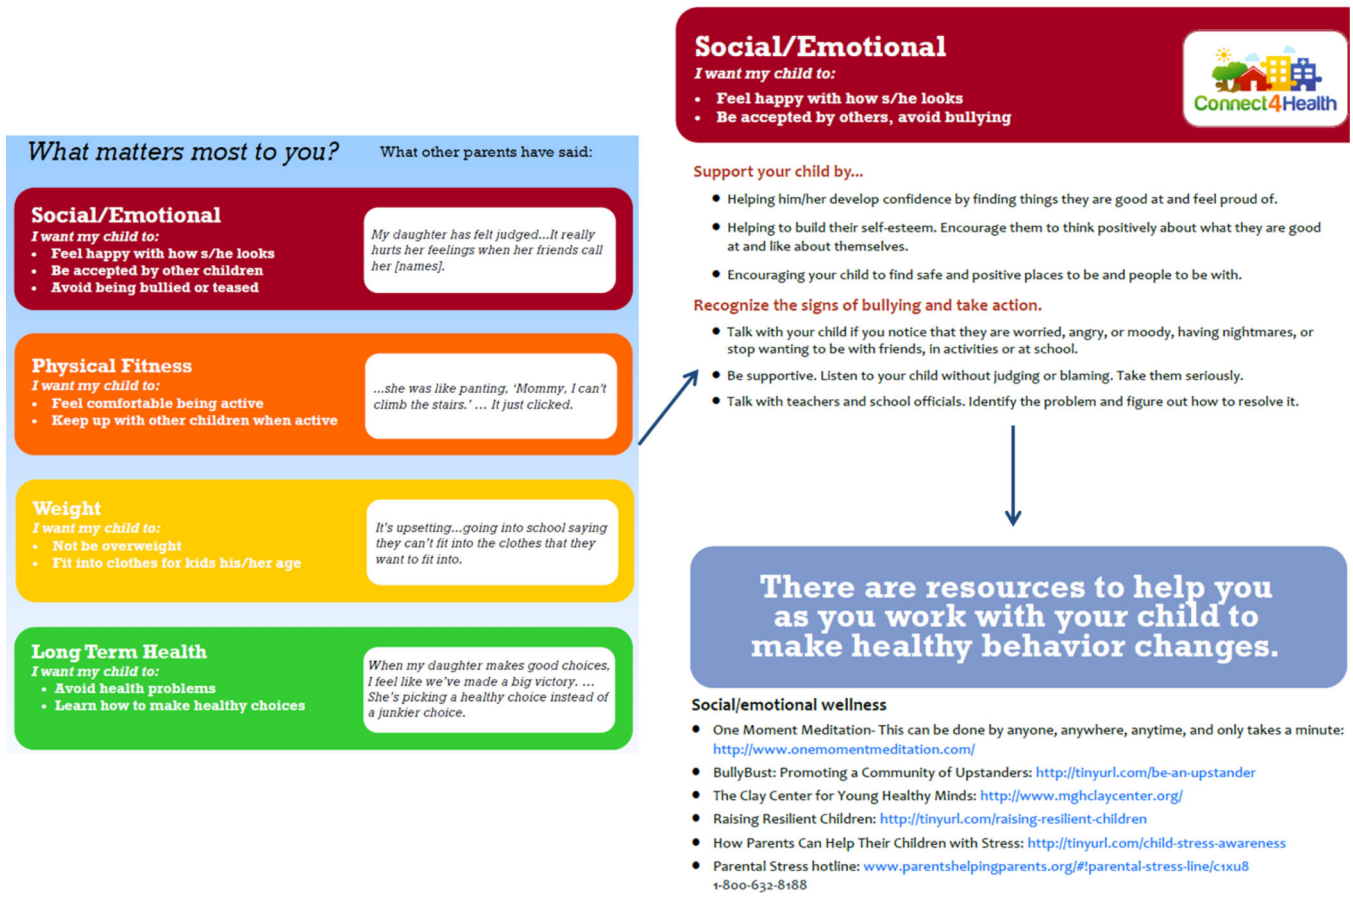 What matters most to you?
What other parents have said:
Social/Emotional
I want my child to:
• Feel happy with how s/he looks
• Be accepted by other children
• Avoid being bullied or teased
My daughter has felt judged...It really
hurts her feelings when her friends call
her [names].
Physical Fitness
I want my child to:
• Feel comfortable being active
• Keep up with other children when active
...she was like panting, ‘Mommy, I can't
climb the stairs.’ ... It just clicked.
Weight
I want my child to:
• Not be overweight
• Fit into clothes for kids his/her age
It's upsetting...going into school saying
they can't fit into the clothes that they
want to fit into.
Long Term Health
I want my child to:
• Avoid health problems
• Learn how to make healthy choices
When my daughter makes good choices,
I feel like we've made a big victory. ...
She's picking a healthy choice instead of
a junkier choice.
Social/Emotional
I want my child to:
• Feel happy with how s/he looks
• Be accepted by others, avoid bullying
Connect4Health
Support your child by...
• Helping him/her develop confidence by finding things they are good at and feel proud of.
• Helping to build their self-esteem. Encourage them to think positively about what they are good
at and like about themselves.
• Encouraging your child to find safe and positive places to be and people to be with.
Recognize the signs of bullying and take action.
• Talk with your child if you notice that they are worried, angry, or moody, having nightmares, or
stop wanting to be with friends, in activities or at school.
• Be supportive. Listen to your child without judging or blaming. Take them seriously.
• Talk with teachers and school officials. Identify the problem and figure out how to resolve it.
There are resources to help you
as you work with your child to
make healthy behavior changes.
Social/emotional wellness
• One Moment Meditation- This can be done by anyone, anywhere, anytime, and only takes a minute:
http://www.onemomentmeditation.com/
• BullyBust: Promoting a Community of Upstanders: http://tinyurl.com/be-an-upstander
• The Clay Center for Young Healthy Minds: http://www.mghclaycenter.org/
• Raising Resilient Children: http://tinyurl.com/raising-resilient-children
• How Parents Can Help Their Children with Stress: http://tinyurl.com/child-stress-awareness
• Parental Stress hotline: www.parentshelpingparents.org/#!parental-stress-line/c1xu8
1-800-632-8188